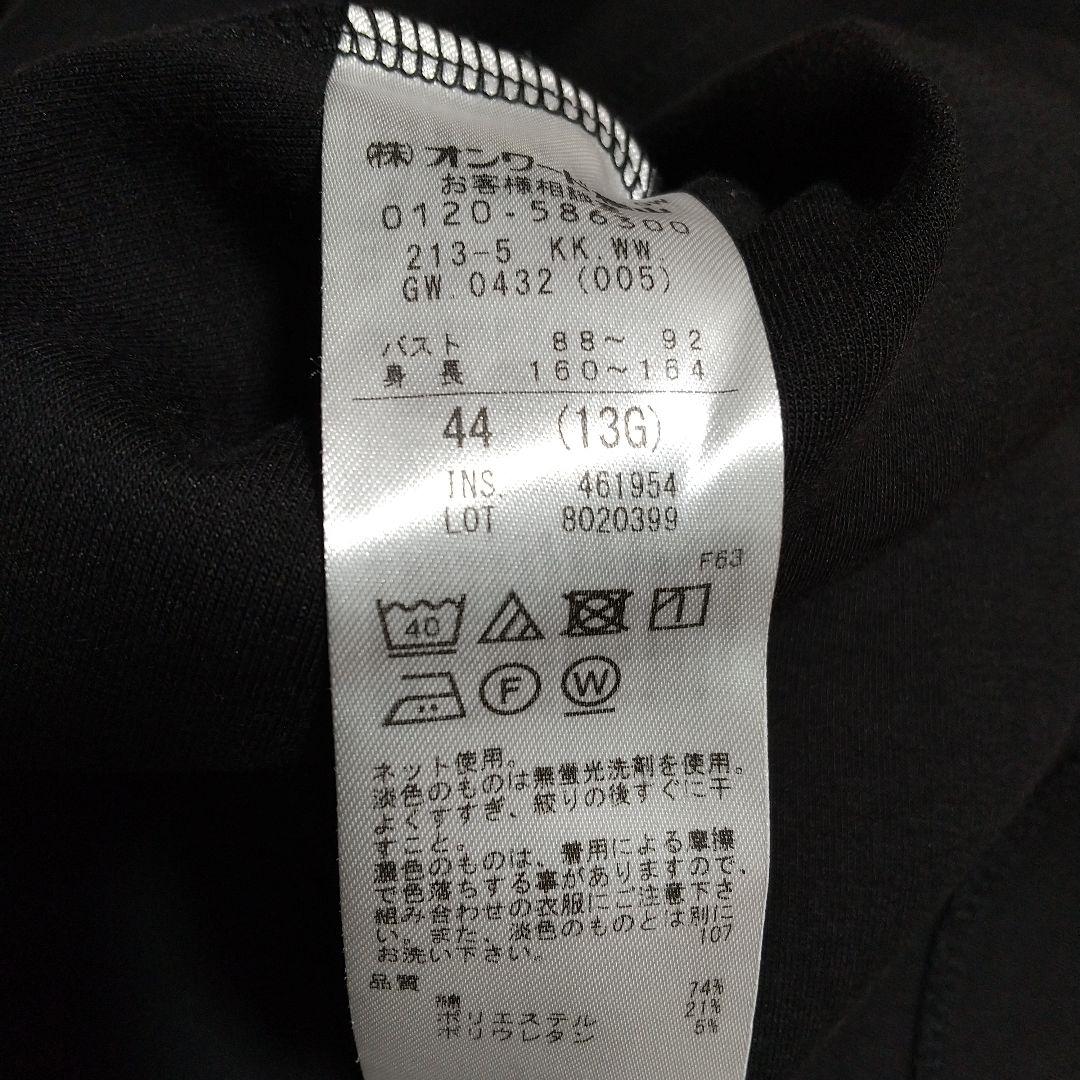 (株)オンワード樫山
お客様相談室
0120-586300
213-5 KK.WW.
GW.0432 (005)
バスト 88～ 92
身長 160～164
44 (13G)
INS. 461954
LOT 8020399
F63
40
F W
ネット使用。
淡色のものは無蛍光洗剤を使用。
よくすすぎ、絞りの後すぐに干
すこと。
濃色のものは、着用による摩擦
で色落ちする事がありますので、
組み合わせの衣服にご注意下さ
い。また、淡色のものとは別に
お洗い下さい。 107
品質
綿 74%
ポリエステル 21%
ポリウレタン 5%